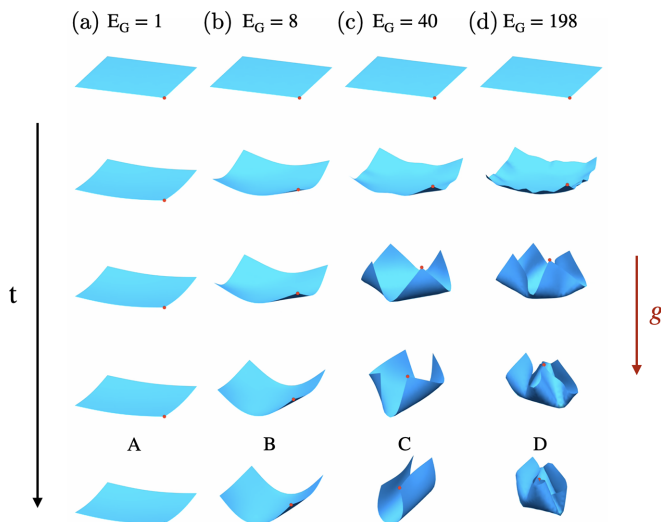 (a) E_G = 1 (b) E_G = 8 (c) E_G = 40 (d) E_G = 198
t
g
A B C D